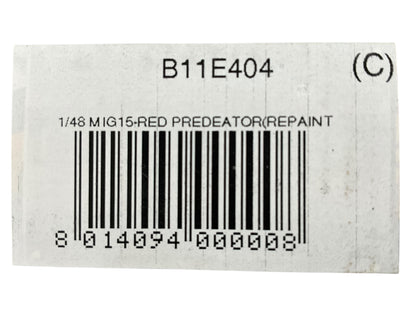 B11E404 (C)
1/48 MIG15-RED PREDEATOR(REPAINT
8 014094 000008